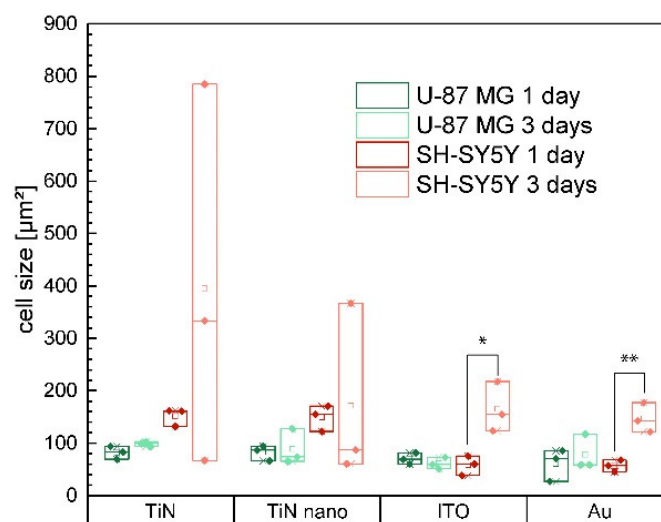 900
800
700
600
500
400
300
200
100
0
cell size [µm²]
U-87 MG 1 day
U-87 MG 3 days
SH-SY5Y 1 day
SH-SY5Y 3 days
*
**
TiN
TiN nano
ITO
Au